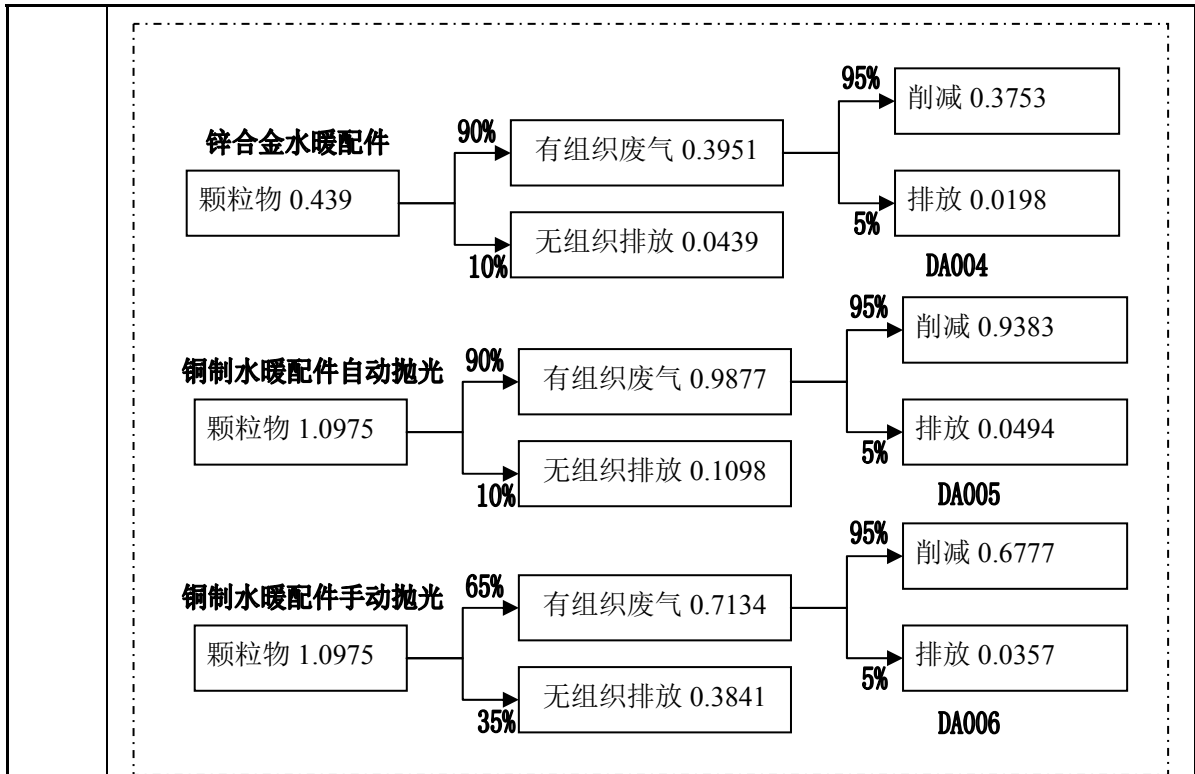 95%
削减 0.3753
锌合金水暖配件
90%
有组织废气 0.3951
颗粒物 0.439
排放 0.0198
5%
无组织排放 0.0439
10%
DA004
95%
削减 0.9383
铜制水暖配件自动抛光
90%
有组织废气 0.9877
颗粒物 1.0975
排放 0.0494
5%
无组织排放 0.1098
10%
DA005
95%
削减 0.6777
铜制水暖配件手动抛光
65%
有组织废气 0.7134
颗粒物 1.0975
排放 0.0357
5%
无组织排放 0.3841
35%
DA006